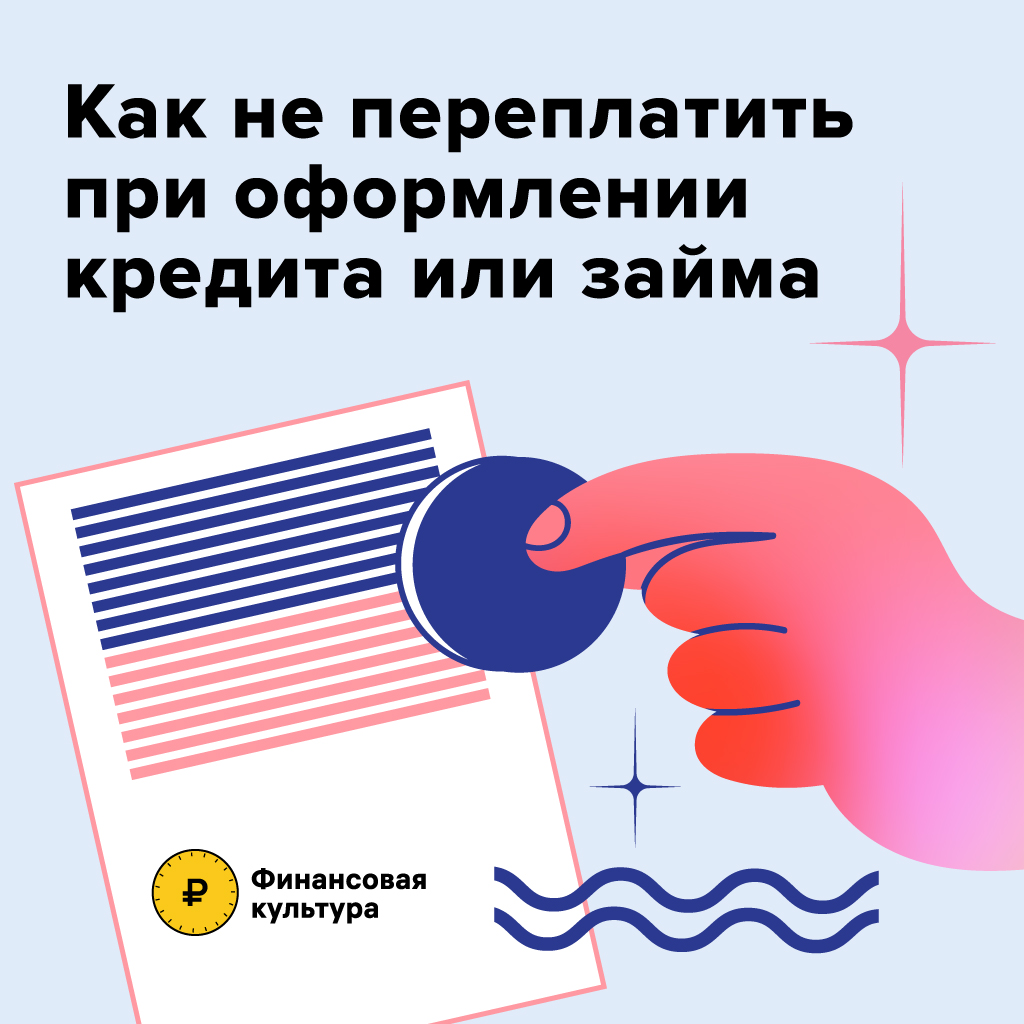 Как не переплатить
при оформлении
кредита или займа
₽
Финансовая
культура